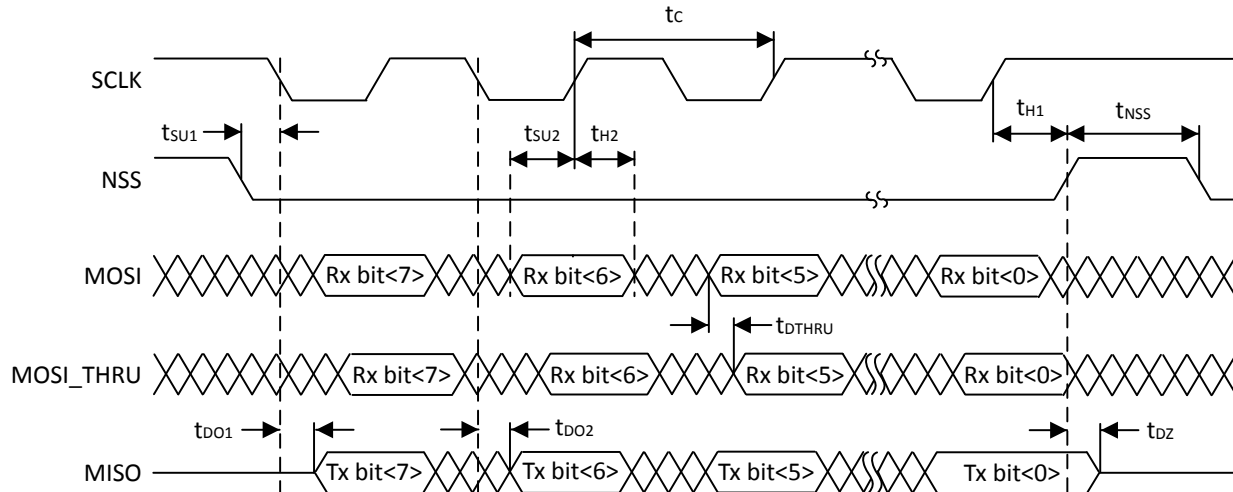 tC
SCLK
tH1
tNSS
tSU1
tSU2
tH2
NSS
MOSI
Rx bit<7>
Rx bit<6>
Rx bit<5>
Rx bit<0>
tDTHRU
MOSI_THRU
Rx bit<7>
Rx bit<6>
Rx bit<5>
Rx bit<0>
tDO1
tDO2
tDZ
MISO
Tx bit<7>
Tx bit<6>
Tx bit<5>
Tx bit<0>